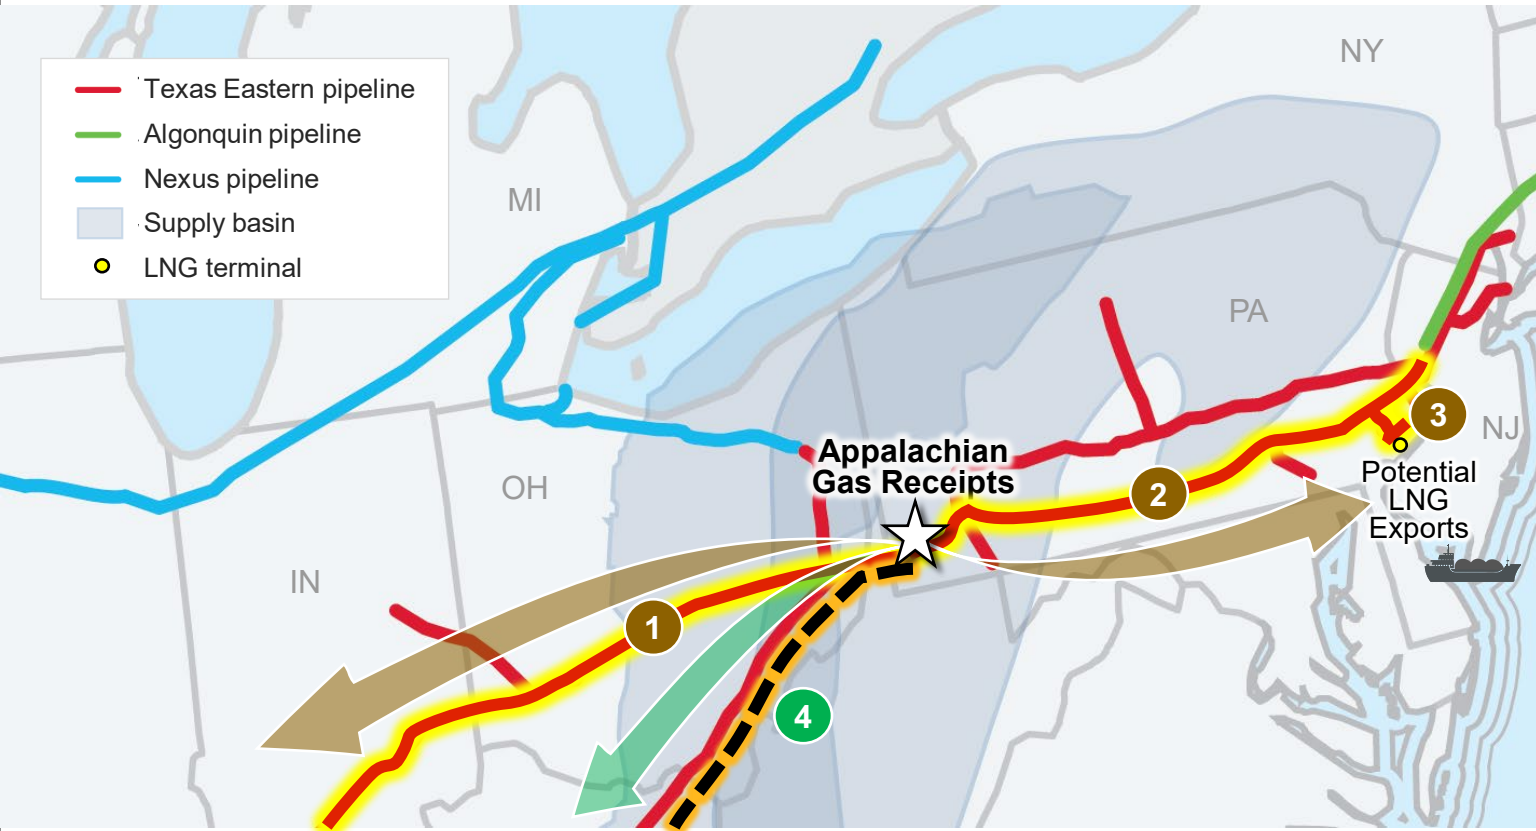 Texas Eastern pipeline
Algonquin pipeline
Nexus pipeline
Supply basin
LNG terminal
NY
MI
PA
OH
IN
NJ
Appalachian
Gas Receipts
Potential
LNG
Exports
1
2
3
4